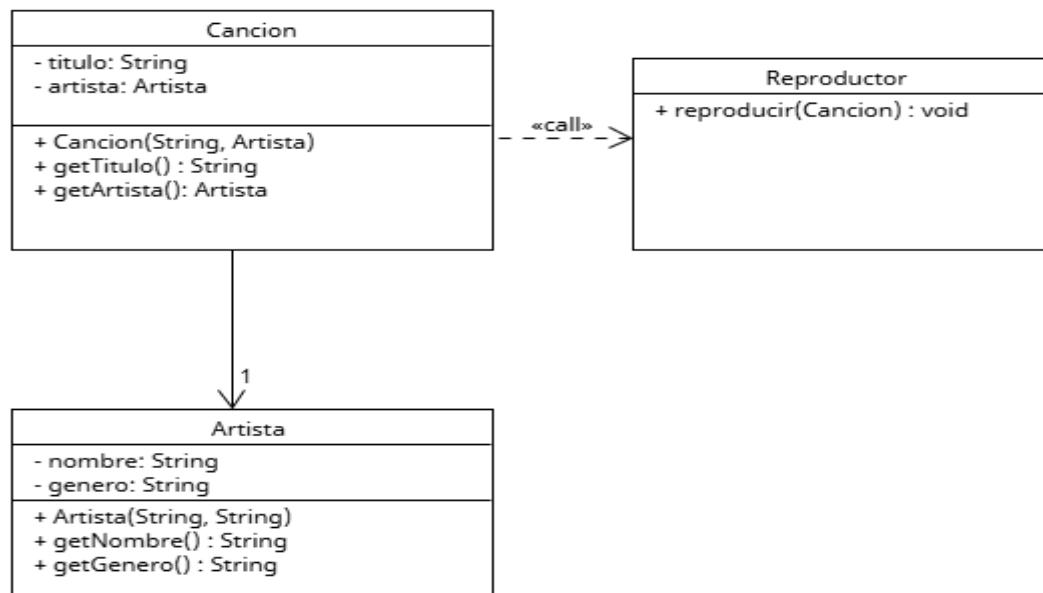 Cancion
- titulo: String
- artista: Artista
+ Cancion(String, Artista)
+ getTitulo() : String
+ getArtista(): Artista
«call»
Reproductor
+ reproducir(Cancion) : void
1
Artista
- nombre: String
- genero: String
+ Artista(String, String)
+ getNombre() : String
+ getGenero() : String